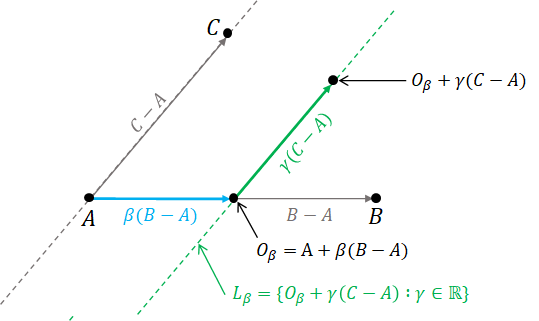 C
C − A
O_β + γ(C − A)
γ(C − A)
A
β(B − A)
B − A
B
O_β = A + β(B − A)
L_β = {O_β + γ(C − A) : γ ∈ ℝ}